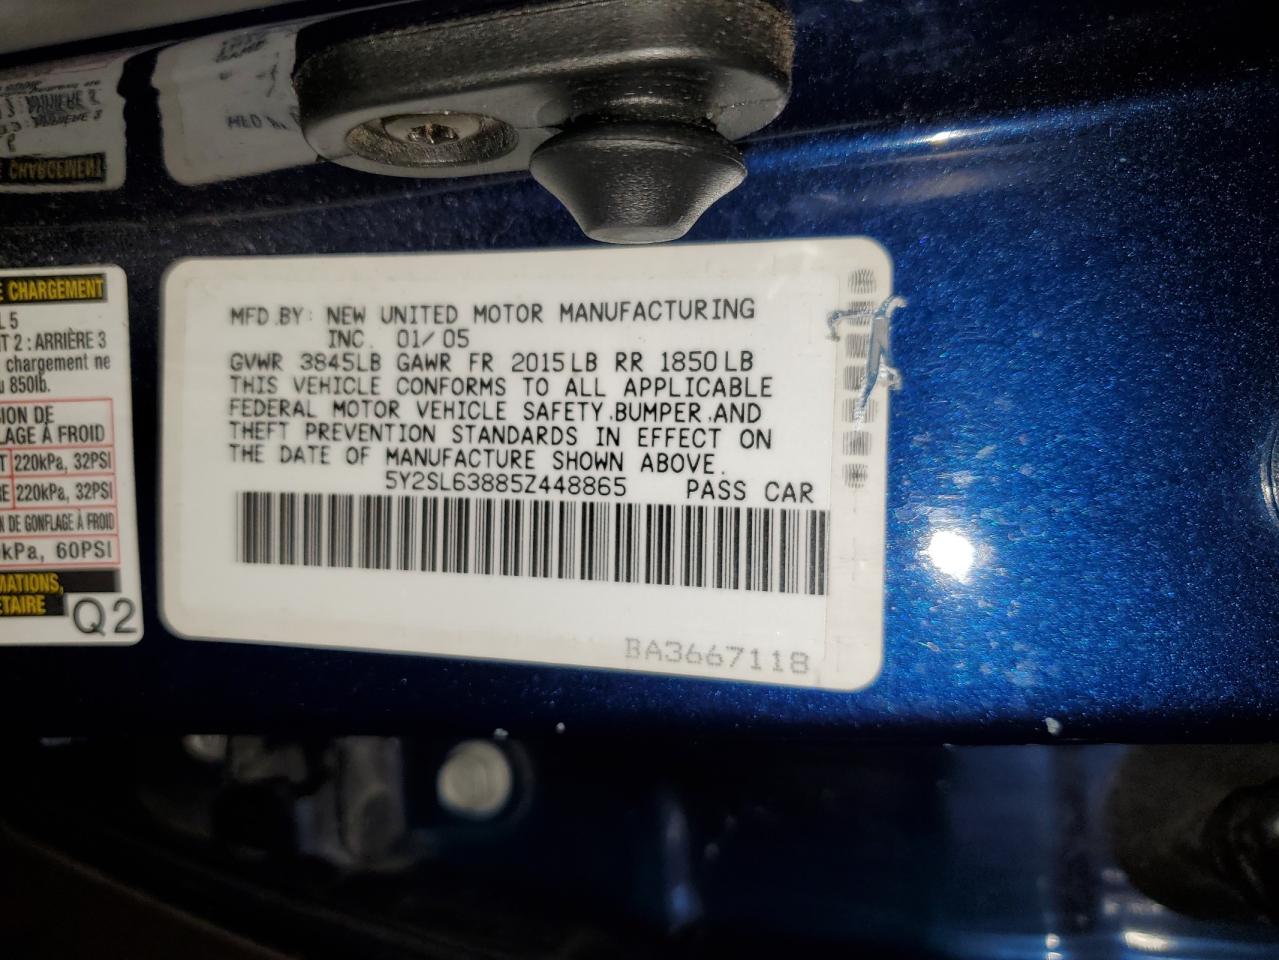 E CHARGEMENT
L 5
T 2 : ARRIÈRE 3
chargement ne
850lb.
ION DE
LAGE À FROID
T 220kPa, 32PSI
E 220kPa, 32PSI
DE GONFLAGE À FROID
kPa, 60PSI
MATIONS,
TAIRE
Q2
MFD.BY: NEW UNITED MOTOR MANUFACTURING
INC. 01/05
GVWR 3845LB GAWR FR 2015LB RR 1850LB
THIS VEHICLE CONFORMS TO ALL APPLICABLE
FEDERAL MOTOR VEHICLE SAFETY.BUMPER.AND
THEFT PREVENTION STANDARDS IN EFFECT ON
THE DATE OF MANUFACTURE SHOWN ABOVE.
5Y2SL63885Z448865 PASS CAR
BA3667118